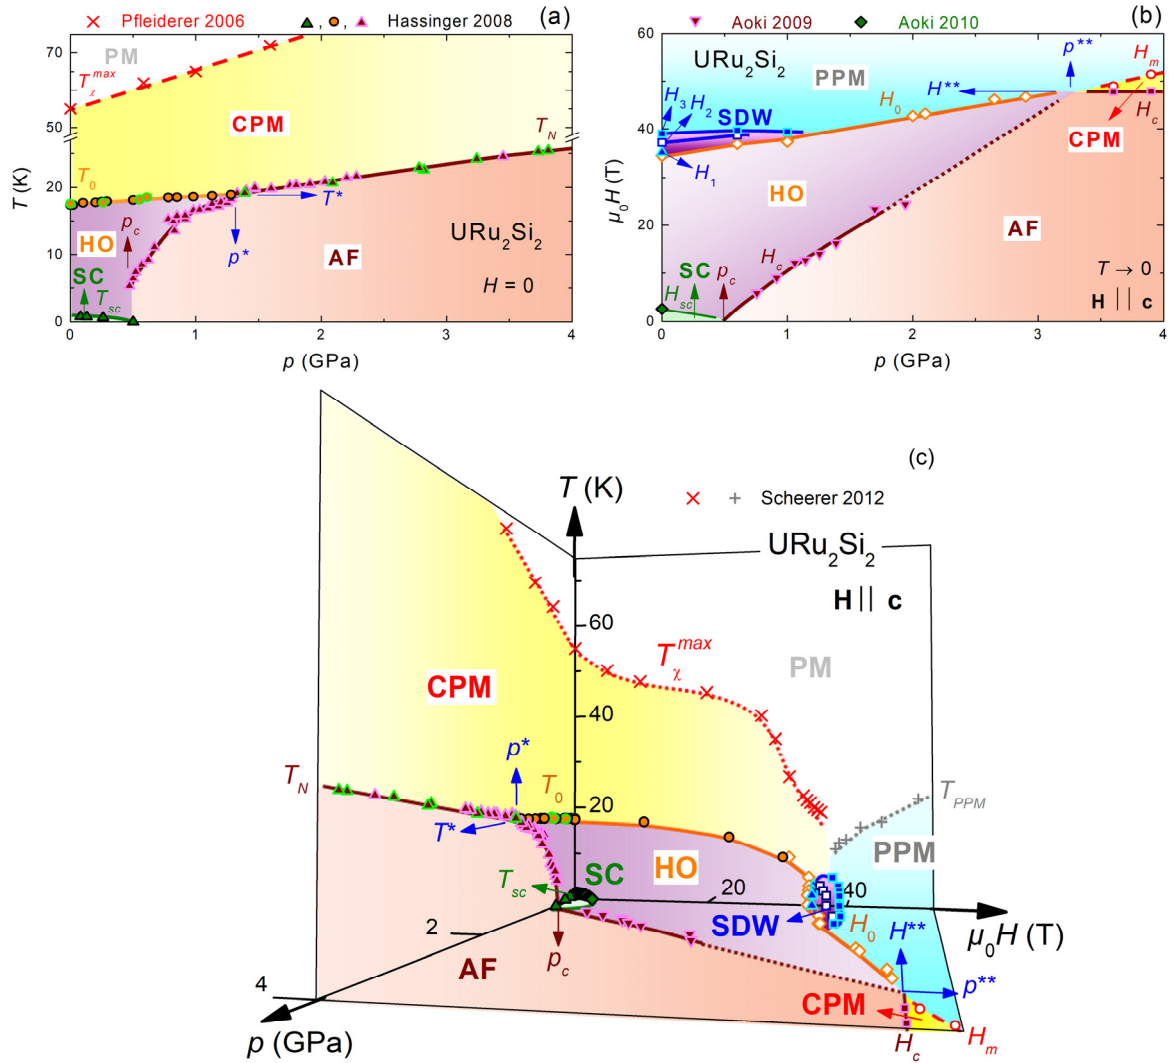 Pfleiderer 2006
, , Hassinger 2008
(a)
75
50
20
10
0
T (K)
PM
T_χ^max
CPM
T_N
T_0
T*
p_c
HO
p*
URu2Si2
SC
AF
T_sc
H = 0
0 1 2 3 4
p (GPa)
Aoki 2009
Aoki 2010
(b)
60
40
20
0
μ0H (T)
URu2Si2
PPM
p**
H_m
H**
H_3
H_2
SDW
H_0
H_c
CPM
H_1
HO
AF
H_c
SC
p_c
H_sc
T → 0
H || c
0 1 2 3 4
p (GPa)
(c)
T (K)
Scheerer 2012
URu2Si2
H || c
60
T_χ^max
PM
CPM
40
p*
T_N
T_0
20
T_PPM
T*
PPM
HO
SC
T_sc
20
40
SDW
H_0
H**
μ0H (T)
2
AF
p_c
p**
4
CPM
p (GPa)
H_c
H_m